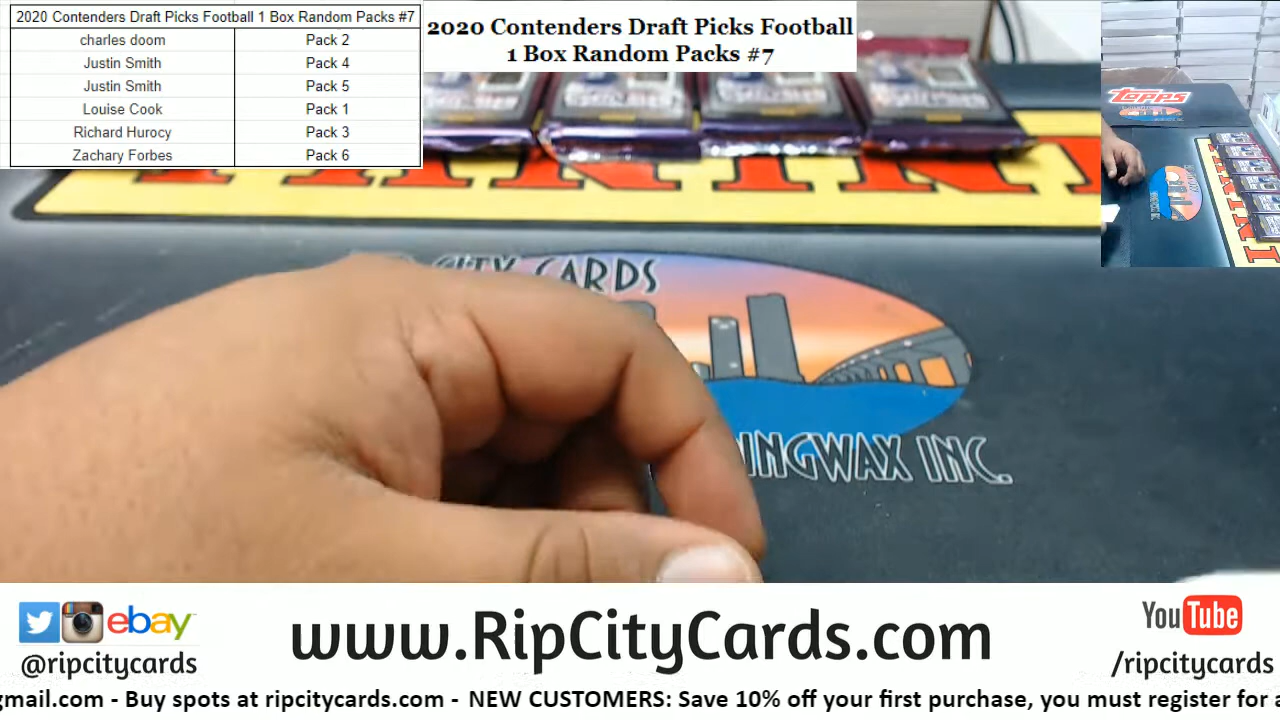 2020 Contenders Draft Picks Football 1 Box Random Packs #7
charles doom Pack 2
Justin Smith Pack 4
Justin Smith Pack 5
Louise Cook Pack 1
Richard Hurocy Pack 3
Zachary Forbes Pack 6
2020 Contenders Draft Picks Football
1 Box Random Packs #7
Topps
PANINI
CITY CARDS
WAX INC.
ebay
@ripcitycards
www.RipCityCards.com
YouTube
/ripcitycards
gmail.com - Buy spots at ripcitycards.com - NEW CUSTOMERS: Save 10% off your first purchase, you must register for a